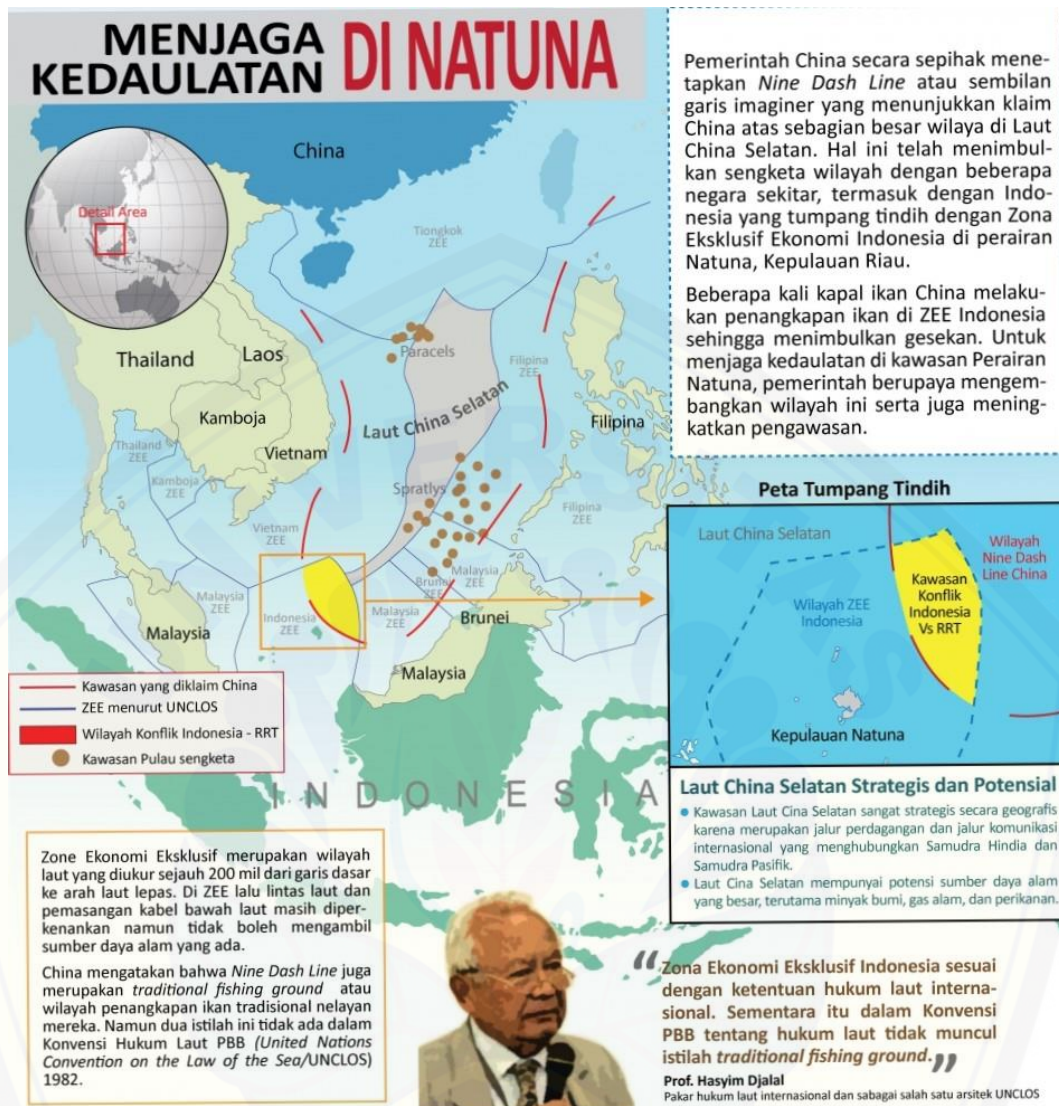 MENJAGA
KEDAULATAN
DI NATUNA
Pemerintah China secara sepihak mene-
tapkan Nine Dash Line atau sembilan
garis imaginer yang menunjukkan klaim
China atas sebagian besar wilaya di Laut
China Selatan. Hal ini telah menimbul-
kan sengketa wilayah dengan beberapa
negara sekitar, termasuk dengan Indo-
nesia yang tumpang tindih dengan Zona
Eksklusif Ekonomi Indonesia di perairan
Natuna, Kepulauan Riau.
Beberapa kali kapal ikan China melaku-
kan penangkapan ikan di ZEE Indonesia
sehingga menimbulkan gesekan. Untuk
menjaga kedaulatan di kawasan Perairan
Natuna, pemerintah berupaya mengem-
bangkan wilayah ini serta juga mening-
katkan pengawasan.
Detail Area
China
Tiongkok
ZEE
Thailand
Laos
Paracels
Filipina
ZEE
Kamboja
Laut China Selatan
Filipina
Vietnam
Thailand
ZEE
Kamboja
ZEE
Spratlys
Vietnam
ZEE
Filipina
ZEE
Malaysia
ZEE
Brunei
ZEE
Malaysia
ZEE
Indonesia
ZEE
Malaysia
ZEE
Brunei
Malaysia
Malaysia
Kawasan yang diklaim China
ZEE menurut UNCLOS
Wilayah Konflik Indonesia - RRT
Kawasan Pulau sengketa
INDONESIA
Peta Tumpang Tindih
Laut China Selatan
Wilayah
Nine Dash
Line China
Kawasan
Konflik
Indonesia
Vs RRT
Wilayah ZEE
Indonesia
Kepulauan Natuna
Laut China Selatan Strategis dan Potensial
Kawasan Laut Cina Selatan sangat strategis secara geografis
karena merupakan jalur perdagangan dan jalur komunikasi
internasional yang menghubungkan Samudra Hindia dan
Samudra Pasifik.
Laut Cina Selatan mempunyai potensi sumber daya alam
yang besar, terutama minyak bumi, gas alam, dan perikanan.
Zone Ekonomi Eksklusif merupakan wilayah
laut yang diukur sejauh 200 mil dari garis dasar
ke arah laut lepas. Di ZEE lalu lintas laut dan
pemasangan kabel bawah laut masih diper-
kenankan namun tidak boleh mengambil
sumber daya alam yang ada.
China mengatakan bahwa Nine Dash Line juga
merupakan traditional fishing ground atau
wilayah penangkapan ikan tradisional nelayan
mereka. Namun dua istilah ini tidak ada dalam
Konvensi Hukum Laut PBB (United Nations
Convention on the Law of the Sea/UNCLOS)
1982.
“Zona Ekonomi Eksklusif Indonesia sesuai
dengan ketentuan hukum laut interna-
sional. Sementara itu dalam Konvensi
PBB tentang hukum laut tidak muncul
istilah traditional fishing ground.”
Prof. Hasyim Djalal
Pakar hukum laut internasional dan sabagai salah satu arsitek UNCLOS